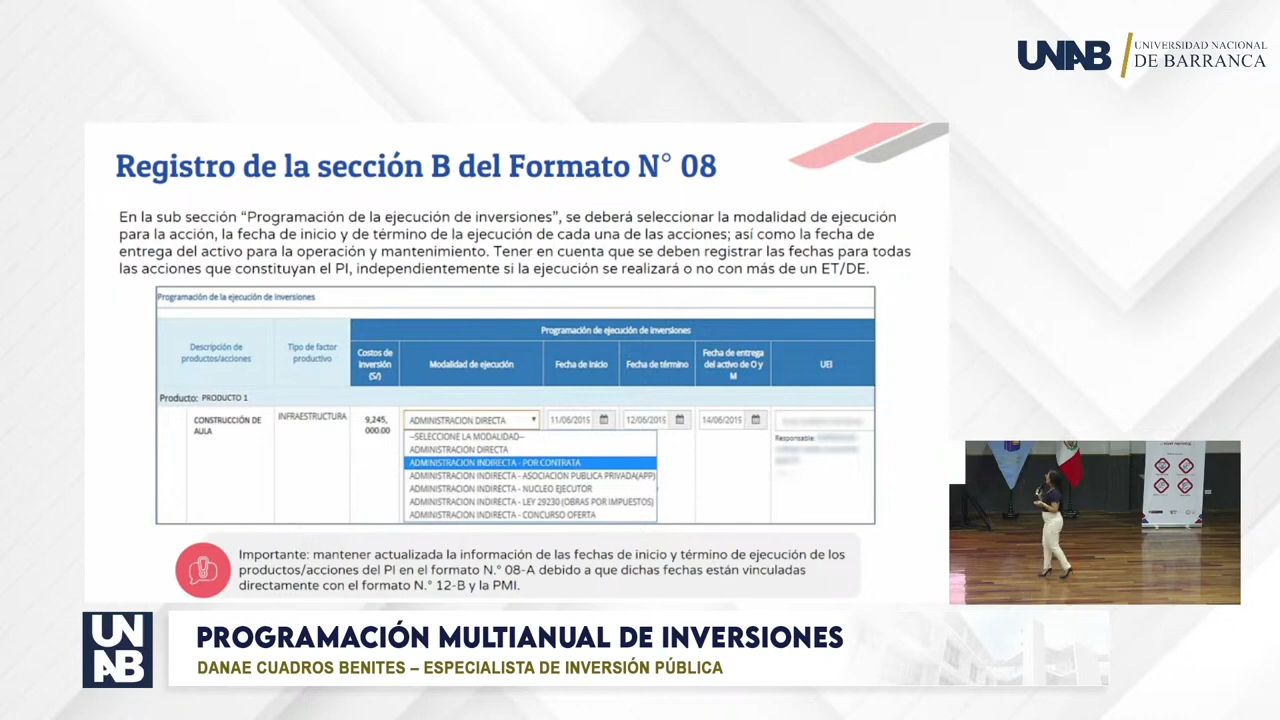 UNAB
UNIVERSIDAD NACIONAL
DE BARRANCA
Registro de la sección B del Formato N° 08
En la sub sección “Programación de la ejecución de inversiones”, se deberá seleccionar la modalidad de ejecución
para la acción, la fecha de inicio y de término de la ejecución de cada una de las acciones; así como la fecha de
entrega del activo para la operación y mantenimiento. Tener en cuenta que se deben registrar las fechas para todas
las acciones que constituyan el PI, independientemente si la ejecución se realizará o no con más de un ET/DE.
Programación de la ejecución de inversiones
Programación de ejecución de inversiones
Descripción de
productos/acciones
Tipo de factor
productivo
Costos de
inversión
(S/)
Modalidad de ejecución
Fecha de inicio
Fecha de término
Fecha de entrega
del activo de O y
M
UEI
Producto: PRODUCTO 1
CONSTRUCCIÓN DE
AULA
INFRAESTRUCTURA
9,245,
000.00
ADMINISTRACION DIRECTA
11/06/2019
12/06/2019
14/06/2019
--SELECCIONE LA MODALIDAD--
ADMINISTRACION DIRECTA
ADMINISTRACION INDIRECTA - POR CONTRATA
ADMINISTRACION INDIRECTA - ASOCIACION PUBLICA PRIVADA(APP)
ADMINISTRACION INDIRECTA - NUCLEO EJECUTOR
ADMINISTRACION INDIRECTA - LEY 29230 (OBRAS POR IMPUESTOS)
ADMINISTRACION INDIRECTA - CONCURSO OFERTA
Responsable:
Importante: mantener actualizada la información de las fechas de inicio y término de ejecución de los
productos/acciones del PI en el formato N.° 08-A debido a que dichas fechas están vinculadas
directamente con el formato N.° 12-B y la PMI.
UN
AB
PROGRAMACIÓN MULTIANUAL DE INVERSIONES
DANAE CUADROS BENITES – ESPECIALISTA DE INVERSIÓN PÚBLICA